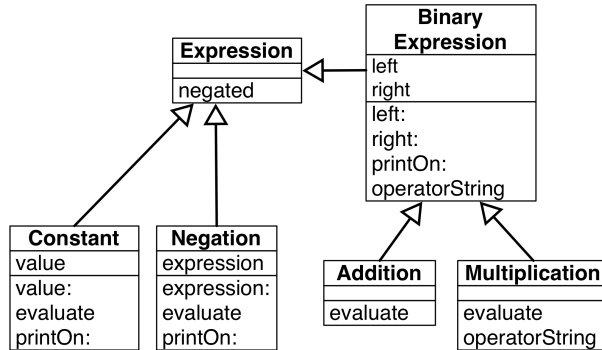 Expression
negated
Binary
Expression
left
right
left:
right:
printOn:
operatorString
Constant
value
value:
evaluate
printOn:
Negation
expression
expression:
evaluate
printOn:
Addition
evaluate
Multiplication
evaluate
operatorString